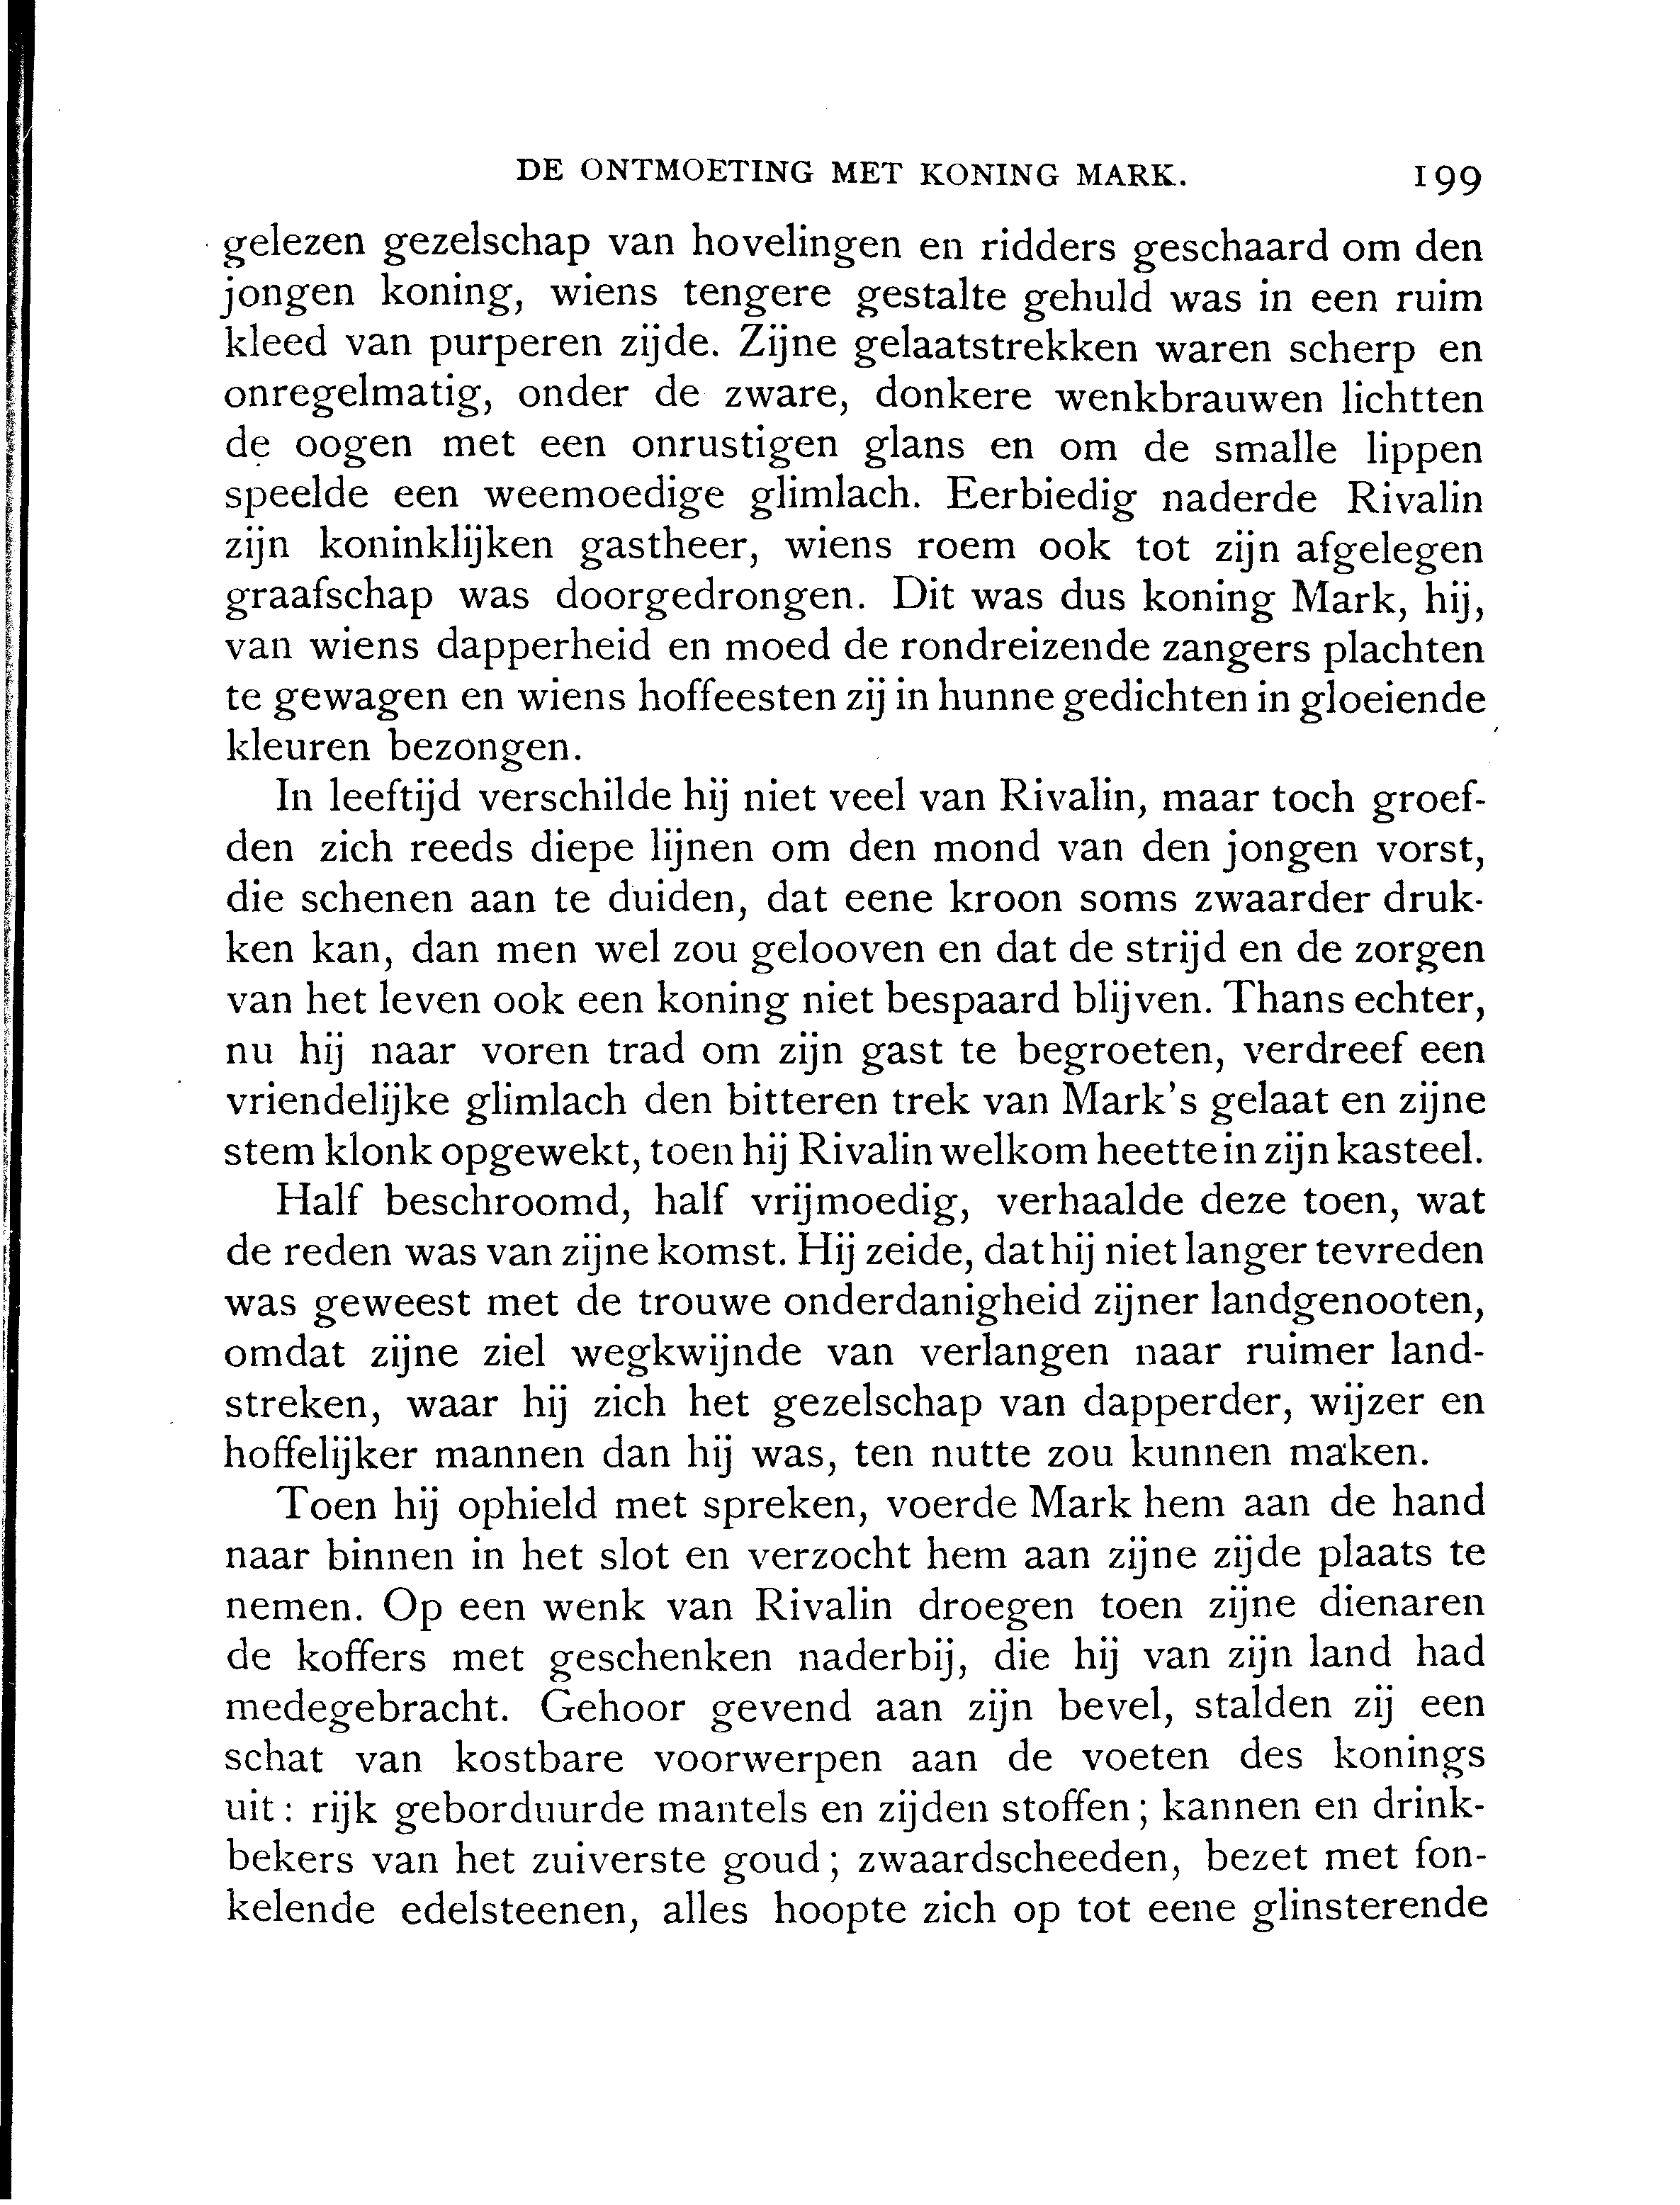 DE ONTMOETING MET KONING MARK. 199
gelezen gezelschap van hovelingen en ridders geschaard om den
jongen koning, wiens tengere gestalte gehuld was in een ruim
kleed van purperen zijde. Zijne gelaatstrekken waren scherp en
onregelmatig, onder de zware, donkere wenkbrauwen lichtten
de oogen met een onrustigen glans en om de smalle lippen
speelde een weemoedige glimlach. Eerbiedig naderde Rivalin
zijn koninklijken gastheer, wiens roem ook tot zijn afgelegen
graafschap was doorgedrongen. Dit was dus koning Mark, hij,
van wiens dapperheid en moed de rondreizende zangers plachten
te gewagen en wiens hoffeesten zij in hunne gedichten in gloeiende
kleuren bezongen.
In leeftijd verschilde hij niet veel van Rivalin, maar toch groef-
den zich reeds diepe lijnen om den mond van den jongen vorst,
die schenen aan te duiden, dat eene kroon soms zwaarder druk-
ken kan, dan men wel zou gelooven en dat de strijd en de zorgen
van het leven ook een koning niet bespaard blijven. Thans echter,
nu hij naar voren trad om zijn gast te begroeten, verdreef een
vriendelijke glimlach den bitteren trek van Mark's gelaat en zijne
stem klonk opgewekt, toen hij Rivalin welkom heette in zijn kasteel.
Half beschroomd, half vrijmoedig, verhaalde deze toen, wat
de reden was van zijne komst. Hij zeide, dat hij niet langer tevreden
was geweest met de trouwe onderdanigheid zijner landgenooten,
omdat zijne ziel wegkwijnde van verlangen naar ruimer land-
streken, waar hij zich het gezelschap van dapperder, wijzer en
hoffelijker mannen dan hij was, ten nutte zou kunnen maken.
Toen hij ophield met spreken, voerde Mark hem aan de hand
naar binnen in het slot en verzocht hem aan zijne zijde plaats te
nemen. Op een wenk van Rivalin droegen toen zijne dienaren
de koffers met geschenken naderbij, die hij van zijn land had
medegebracht. Gehoor gevend aan zijn bevel, stalden zij een
schat van kostbare voorwerpen aan de voeten des konings
uit: rijk geborduurde mantels en zijden stoffen; kannen en drink-
bekers van het zuiverste goud; zwaardscheeden, bezet met fon-
kelende edelsteenen, alles hoopte zich op tot eene glinsterende